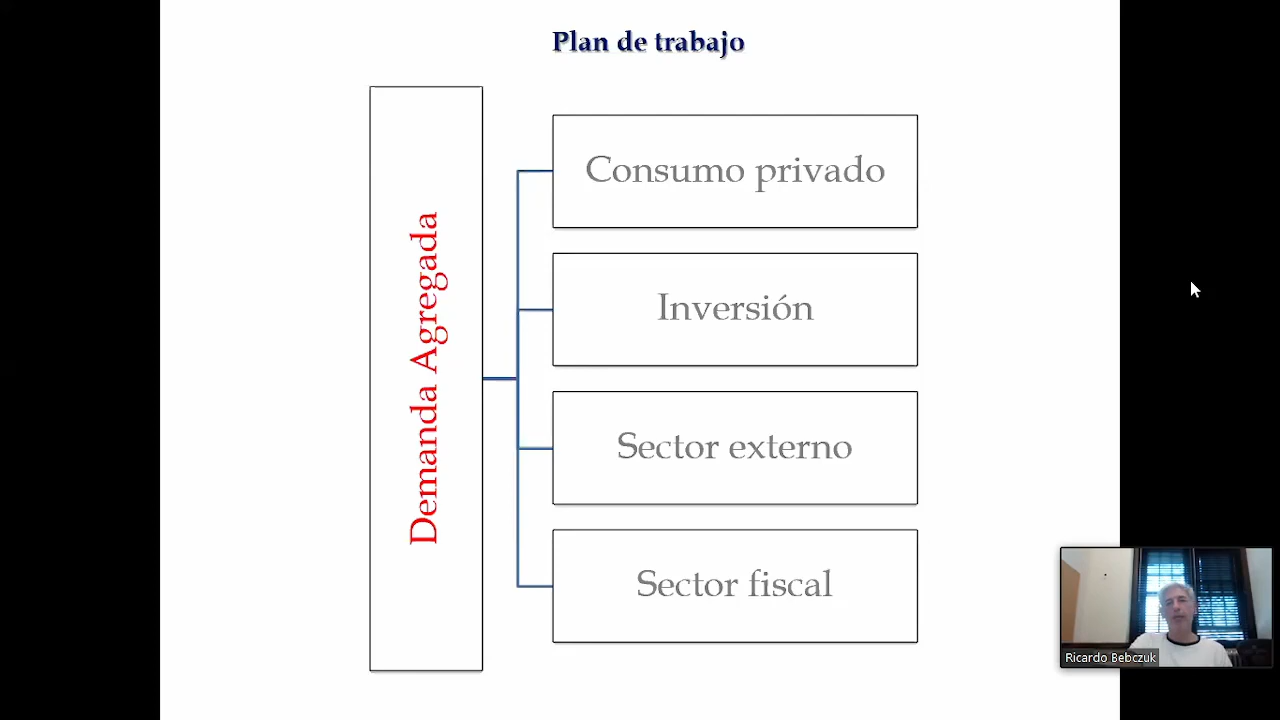 Plan de trabajo
Demanda Agregada
Consumo privado
Inversión
Sector externo
Sector fiscal
Ricardo Bebczuk